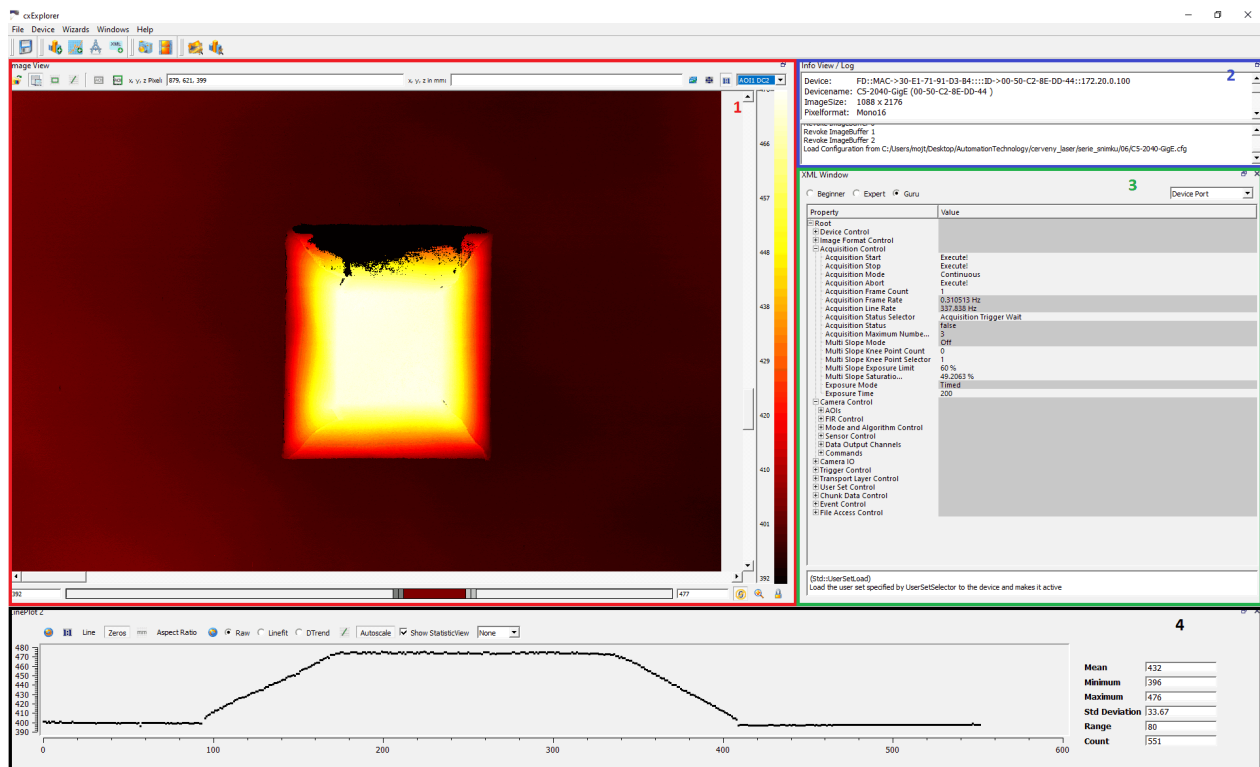 cxExplorer
File Device Wizards Windows Help
Image View
x, y, z Pixel: 879, 621, 399 x, y, z in mm: AOI1 DC2
1
466
457
448
438
429
420
410
401
392
392 477
Info View / Log
2
Device: FD::MAC->30-E1-71-91-D3-B4::::ID->00-50-C2-8E-DD-44::172.20.0.100
Devicename: C5-2040-GigE (00-50-C2-8E-DD-44 )
ImageSize: 1088 x 2176
Pixelformat: Mono16
Revoke ImageBuffer 1
Revoke ImageBuffer 2
Load Configuration from C:/Users/mojt/Desktop/AutomationTechnology/cerveny_laser/serie_snimku/06/C5-2040-GigE.cfg
XML Window
3
Beginner Expert Guru Device Port
Property Value
Root
Device Control
Image Format Control
Acquisition Control
Acquisition Start Execute!
Acquisition Stop Execute!
Acquisition Mode Continuous
Acquisition Abort Execute!
Acquisition Frame Count 1
Acquisition Frame Rate 0.310513 Hz
Acquisition Line Rate 337.838 Hz
Acquisition Status Selector Acquisition Trigger Wait
Acquisition Status false
Acquisition Maximum Numbe... 3
Multi Slope Mode Off
Multi Slope Knee Point Count 0
Multi Slope Knee Point Selector 1
Multi Slope Exposure Limit 60 %
Multi Slope Saturatio... 49.2063 %
Exposure Mode Timed
Exposure Time 200
Camera Control
AOIs
FIR Control
Mode and Algorithm Control
Sensor Control
Data Output Channels
Commands
Camera IO
Trigger Control
Transport Layer Control
User Set Control
Chunk Data Control
Event Control
File Access Control
(Std::UserSetLoad)
Load the user set specified by UserSetSelector to the device and makes it active
LinePlot 2
4
Line Zeros mm Aspect Ratio Raw Linefit DTrend Autoscale Show StatisticView None
480
470
460
450
440
430
420
410
400
390
0 100 200 300 400 500 600
Mean 432
Minimum 396
Maximum 476
Std Deviation 33.67
Range 80
Count 551